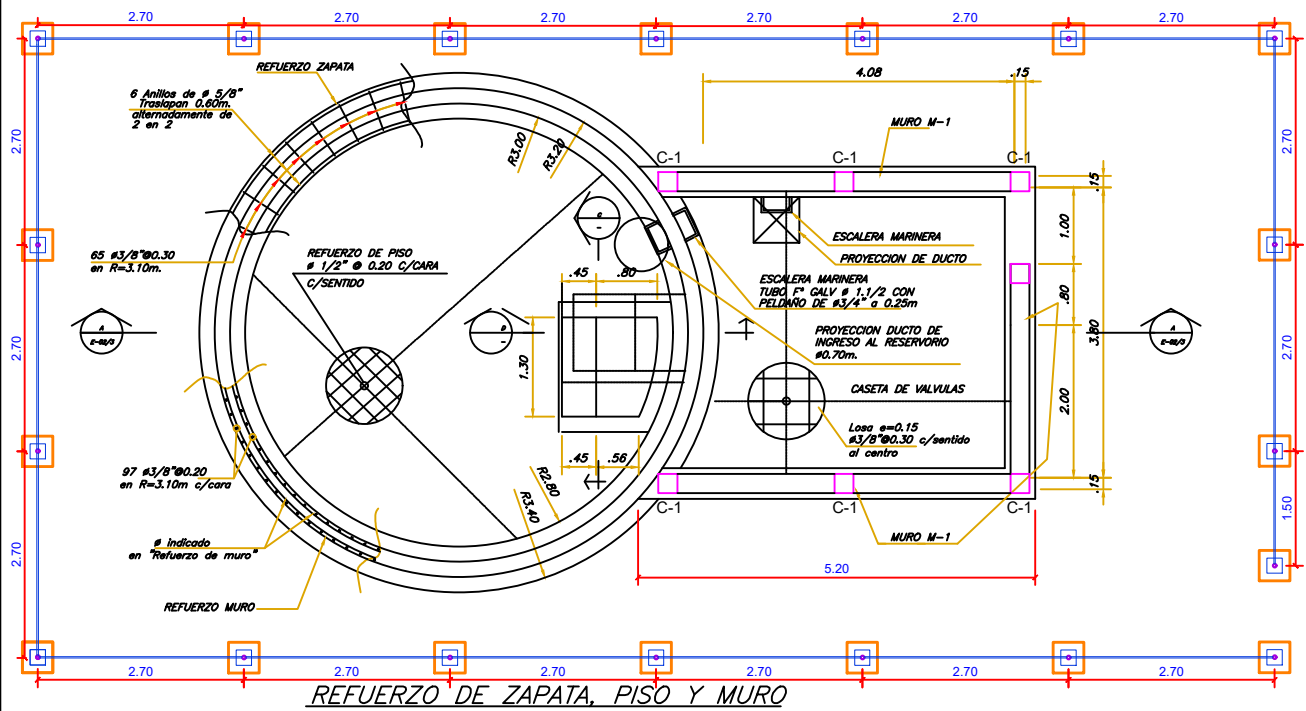 2.70
2.70
2.70
2.70
2.70
2.70
REFUERZO ZAPATA
6 Anillos de ø 5/8"
Traslapan 0.60m.
alternadamente de
2 en 2
4.08
.15
MURO M-1
2.70
R3.00
R3.20
C-1
C-1
C-1
.15
2.70
1.00
65 ø3/8"@0.30
en R=3.10m.
REFUERZO DE PISO
ø 1/2" @ 0.20 C/CARA
C/SENTIDO
C
-
ESCALERA MARINERA
PROYECCION DE DUCTO
.45
.80
ESCALERA MARINERA
TUBO Fº GALV ø 1.1/2 CON
PELDAÑO DE ø3/4" a 0.25m
.80
3.80
A
E-02/3
D
-
PROYECCION DUCTO DE
INGRESO AL RESERVORIO
ø0.70m.
A
E-02/3
2.70
2.70
1.30
CASETA DE VALVULAS
2.00
Losa e=0.15
ø3/8"@0.30 c/sentido
al centro
.45
.56
97 ø3/8"@0.20
en R=3.10m c/cara
R2.80
R3.40
.15
1.50
C-1
C-1
C-1
ø indicado
en "Refuerzo de muro"
MURO M-1
2.70
5.20
REFUERZO MURO
2.70
2.70
2.70
2.70
2.70
2.70
REFUERZO DE ZAPATA, PISO Y MURO